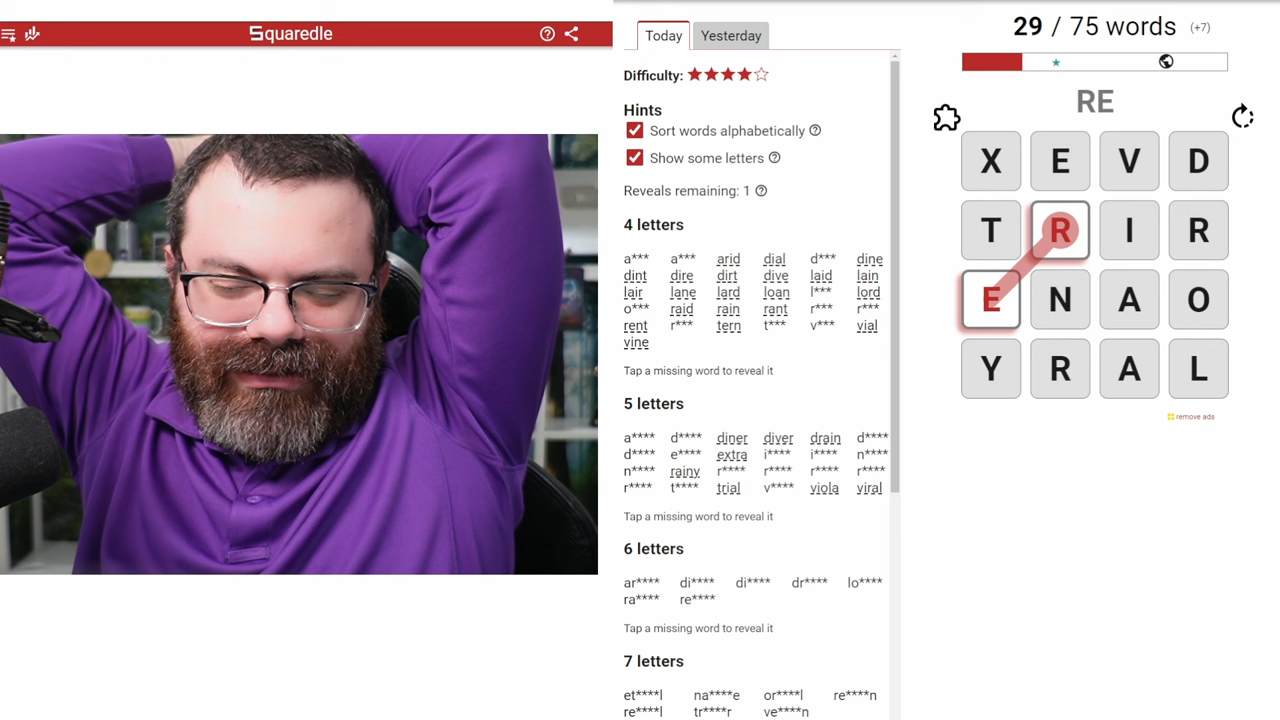 Squaredle
Today Yesterday
Difficulty:
Hints
Sort words alphabetically
Show some letters
Reveals remaining: 1
4 letters
a*** a*** arid dial d*** dine
dint dire dirt dive laid lain
lair lane lard loan l*** lord
o*** raid rain rant r*** r***
rent r*** tern t*** v*** vial
vine
Tap a missing word to reveal it
5 letters
a**** d**** diner diver drain d****
d**** e**** extra i**** i**** n****
n**** rainy r**** r**** r**** r****
r**** t**** trial v**** viola viral
Tap a missing word to reveal it
6 letters
ar**** di**** di**** dr**** lo****
ra**** re****
Tap a missing word to reveal it
7 letters
et****l na****e or****l re****n
re****l tr****r ve****n
29 / 75 words (+7)
RE
X E V D
T R I R
E N A O
Y R A L
remove ads